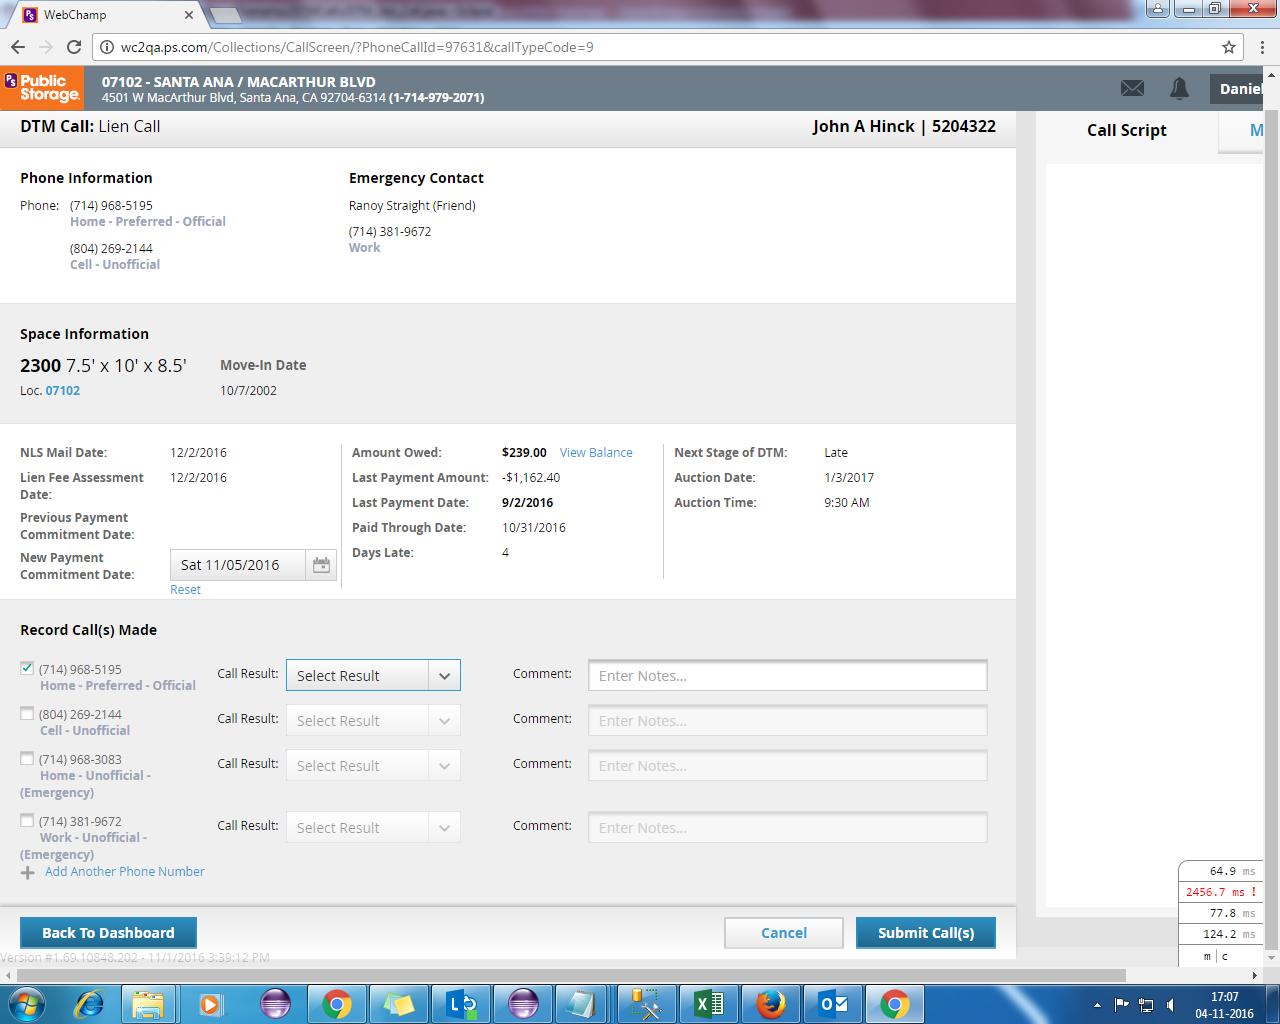 WebChamp
wc2qa.ps.com/Collections/CallScreen/?PhoneCallId=97631&callTypeCode=9
PS Public Storage.
07102 - SANTA ANA / MACARTHUR BLVD
4501 W MacArthur Blvd, Santa Ana, CA 92704-6314 (1-714-979-2071)
Daniel
DTM Call: Lien Call
John A Hinck | 5204322
Call Script
M
Phone Information
Phone: (714) 968-5195
Home - Preferred - Official
(804) 269-2144
Cell - Unofficial
Emergency Contact
Ranoy Straight (Friend)
(714) 381-9672
Work
Space Information
2300 7.5' x 10' x 8.5'
Loc. 07102
Move-In Date
10/7/2002
NLS Mail Date: 12/2/2016
Lien Fee Assessment Date: 12/2/2016
Previous Payment
Commitment Date:
New Payment
Commitment Date: Sat 11/05/2016
Reset
Amount Owed: $239.00 View Balance
Last Payment Amount: -$1,162.40
Last Payment Date: 9/2/2016
Paid Through Date: 10/31/2016
Days Late: 4
Next Stage of DTM: Late
Auction Date: 1/3/2017
Auction Time: 9:30 AM
Record Call(s) Made
(714) 968-5195 Call Result: Select Result Comment: Enter Notes...
Home - Preferred - Official
(804) 269-2144 Call Result: Select Result Comment: Enter Notes...
Cell - Unofficial
(714) 968-3083 Call Result: Select Result Comment: Enter Notes...
Home - Unofficial -
(Emergency)
(714) 381-9672 Call Result: Select Result Comment: Enter Notes...
Work - Unofficial -
(Emergency)
Add Another Phone Number
64.9 ms
2456.7 ms !
77.8 ms
124.2 ms
m | c
Back To Dashboard
Cancel
Submit Call(s)
Version #1.69.10848.202 - 11/1/2016 3:39:12 PM
17:07
04-11-2016